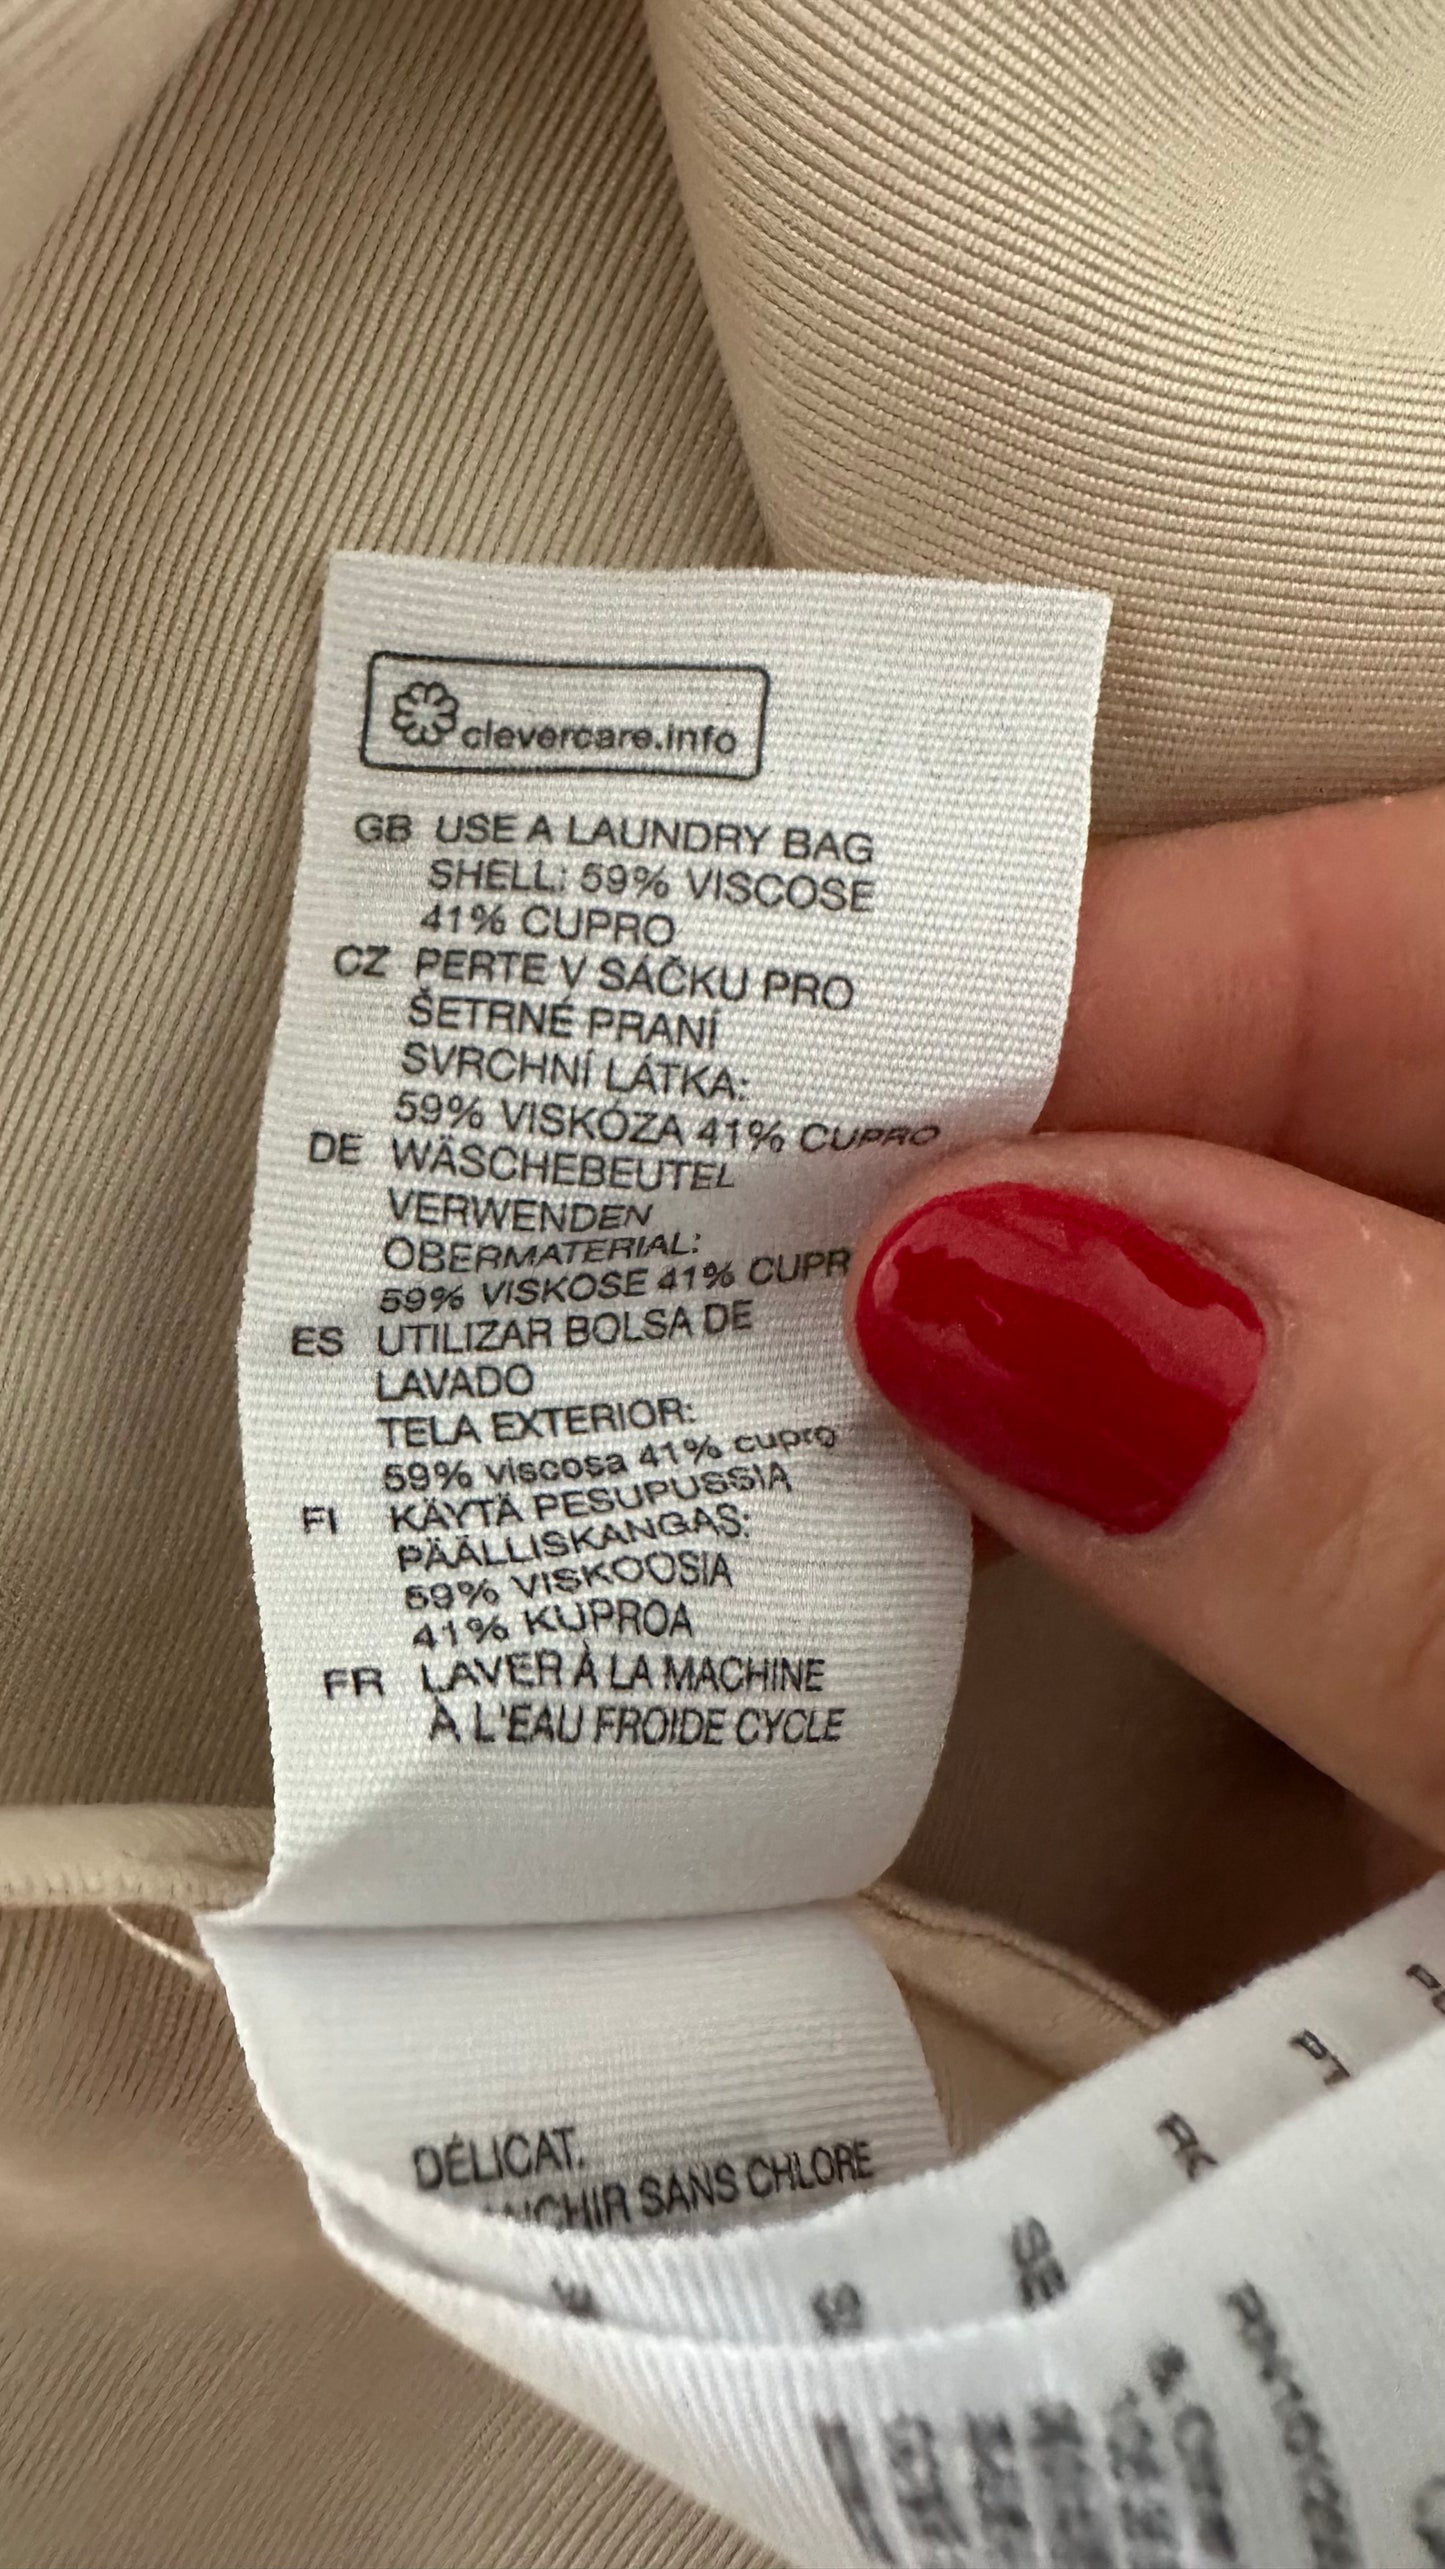 clevercare.info
GB USE A LAUNDRY BAG
SHELL: 59% VISCOSE
41% CUPRO
CZ PERTE V SÁČKU PRO
ŠETRNÉ PRANÍ
SVRCHNÍ LÁTKA:
59% VISKÓZA 41% CUPRO
DE WÄSCHEBEUTEL
VERWENDEN
OBERMATERIAL:
59% VISKOSE 41% CUPR
ES UTILIZAR BOLSA DE
LAVADO
TELA EXTERIOR:
59% viscosa 41% cupro
FI KÄYTÄ PESUPUSSIA
PÄÄLLISKANGAS:
59% VISKOOSIA
41% KUPROA
FR LAVER À LA MACHINE
À L'EAU FROIDE CYCLE
DÉLICAT.
SANS CHLORE
PT
SE